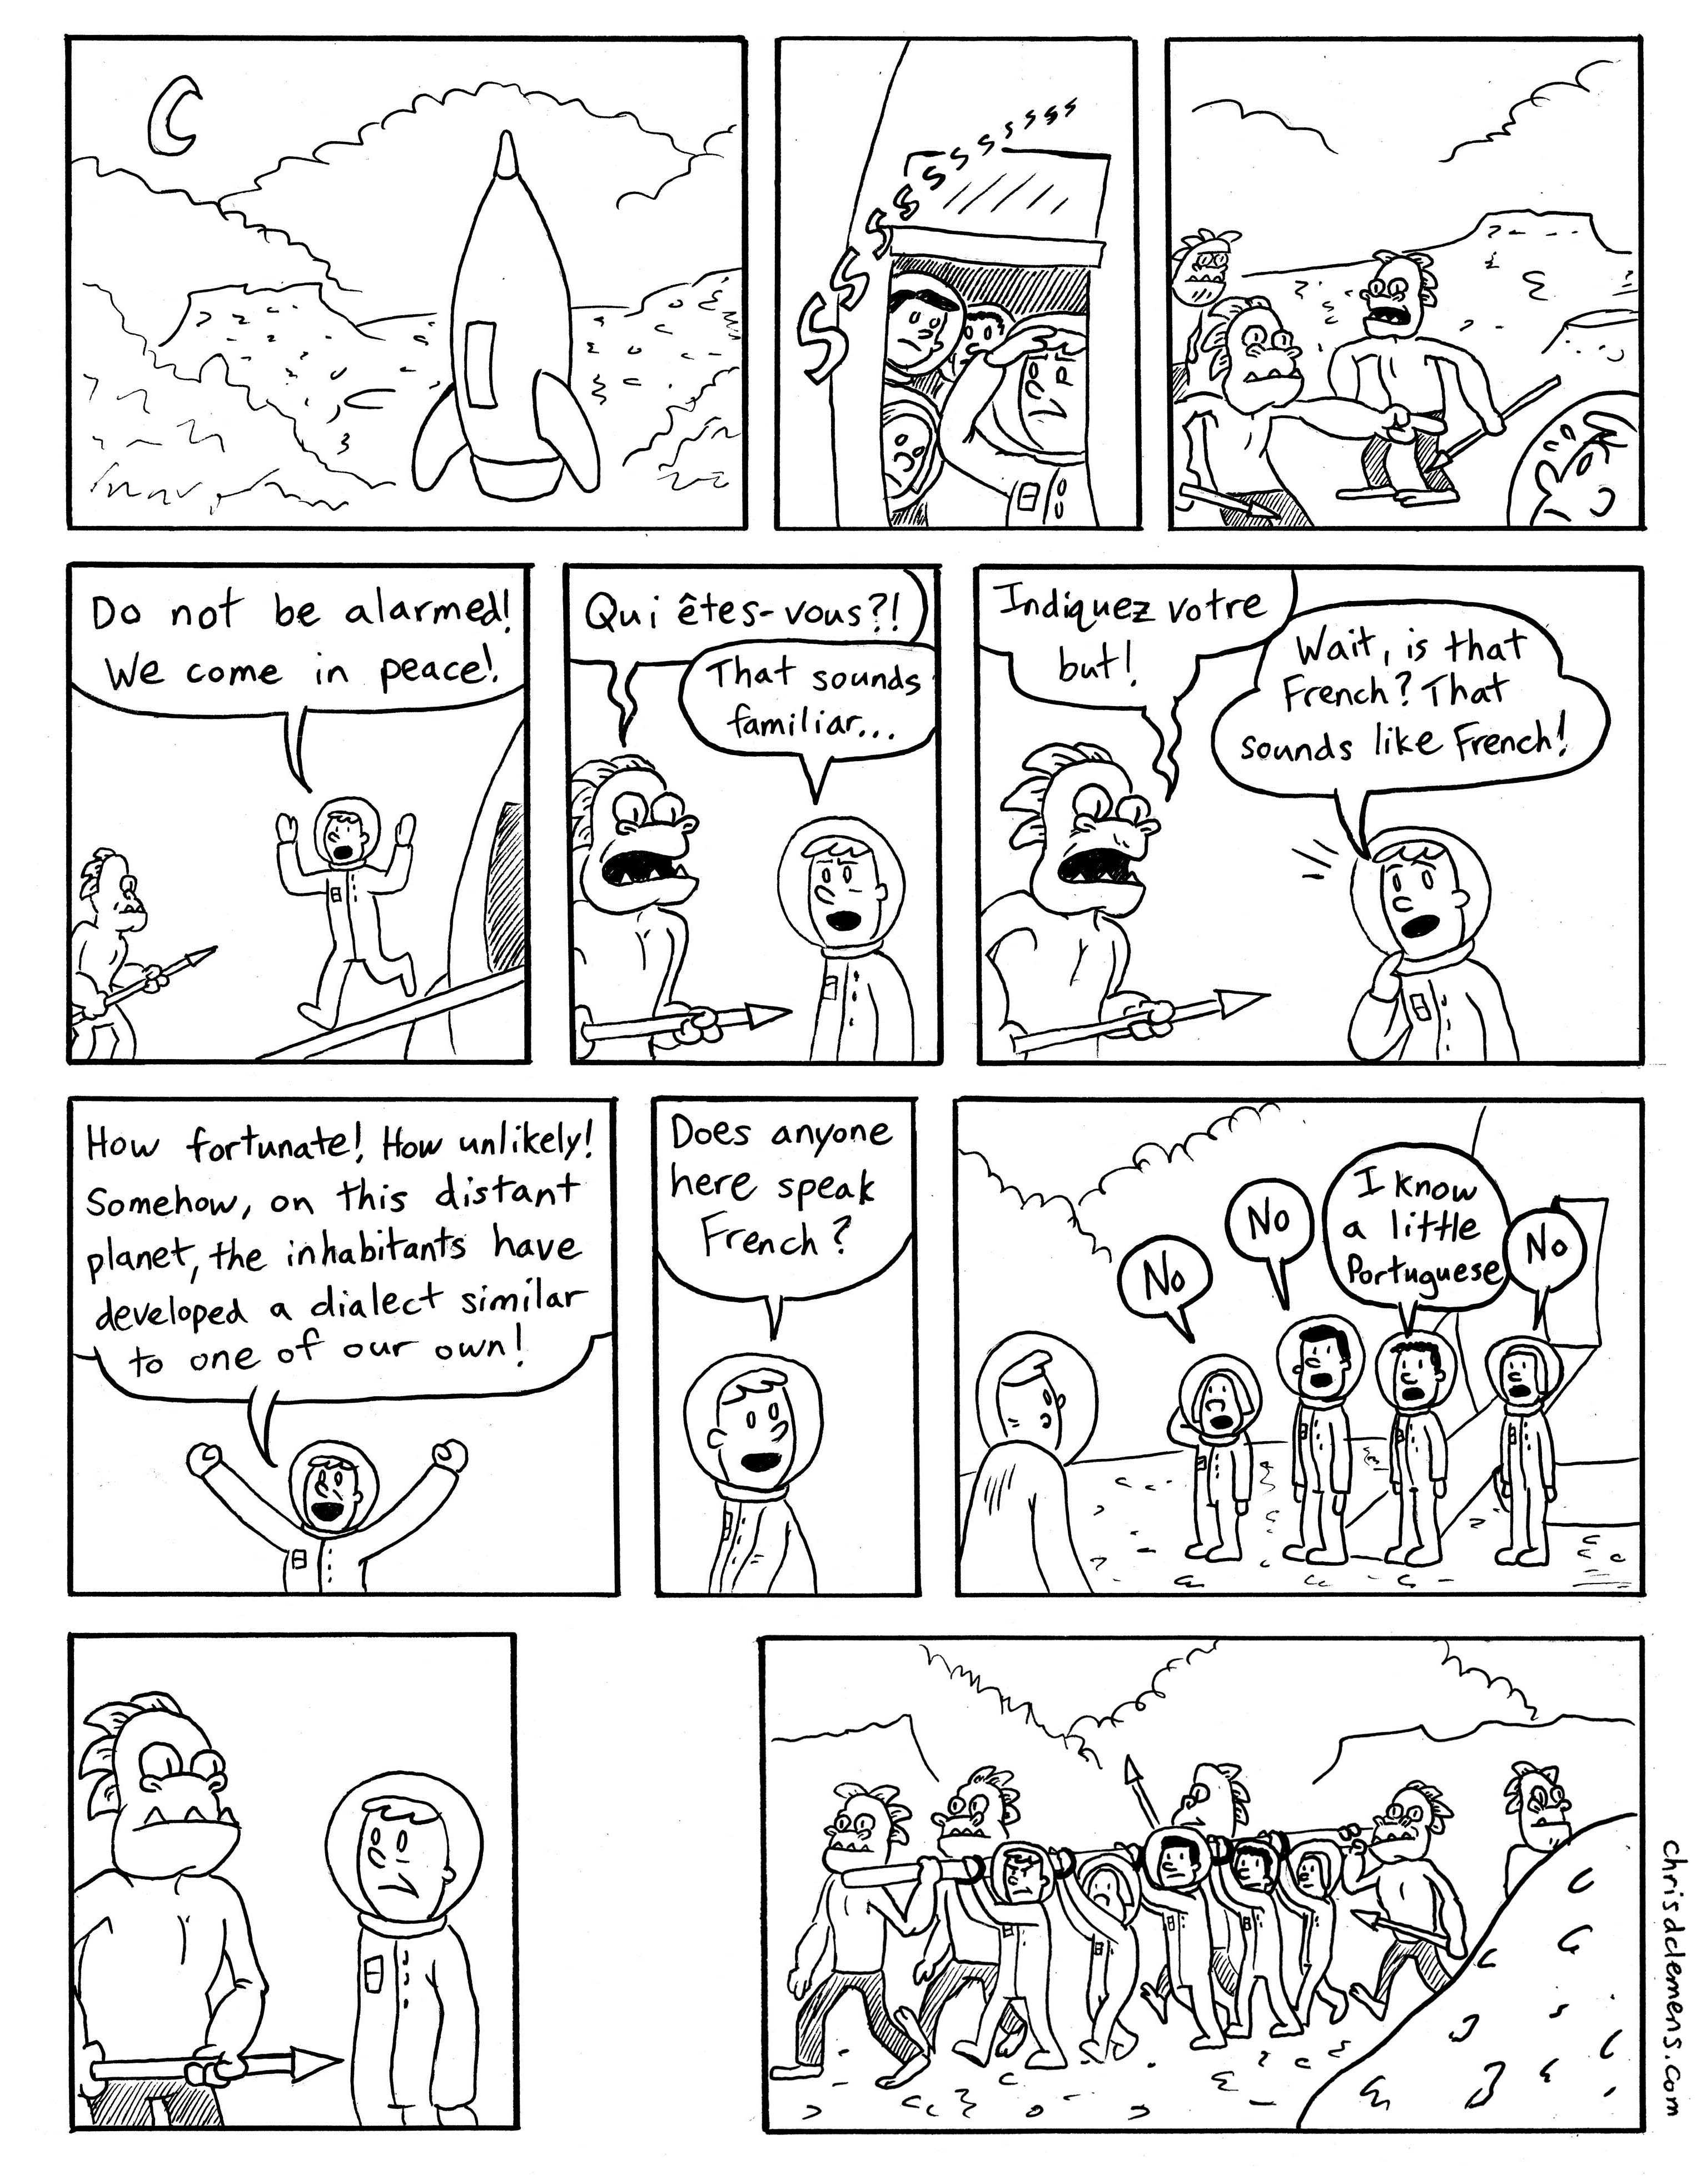 SSSSSSSSSSSSS
Do not be alarmed!
We come in peace!
Qui êtes-vous?!
That sounds
familiar...
Indiquez votre
but!
Wait, is that
French? That
sounds like French!
How fortunate! How unlikely!
Somehow, on this distant
planet, the inhabitants have
developed a dialect similar
to one of our own!
Does anyone
here speak
French?
No
No
I know
a little
Portuguese
No
chrisddemens.com